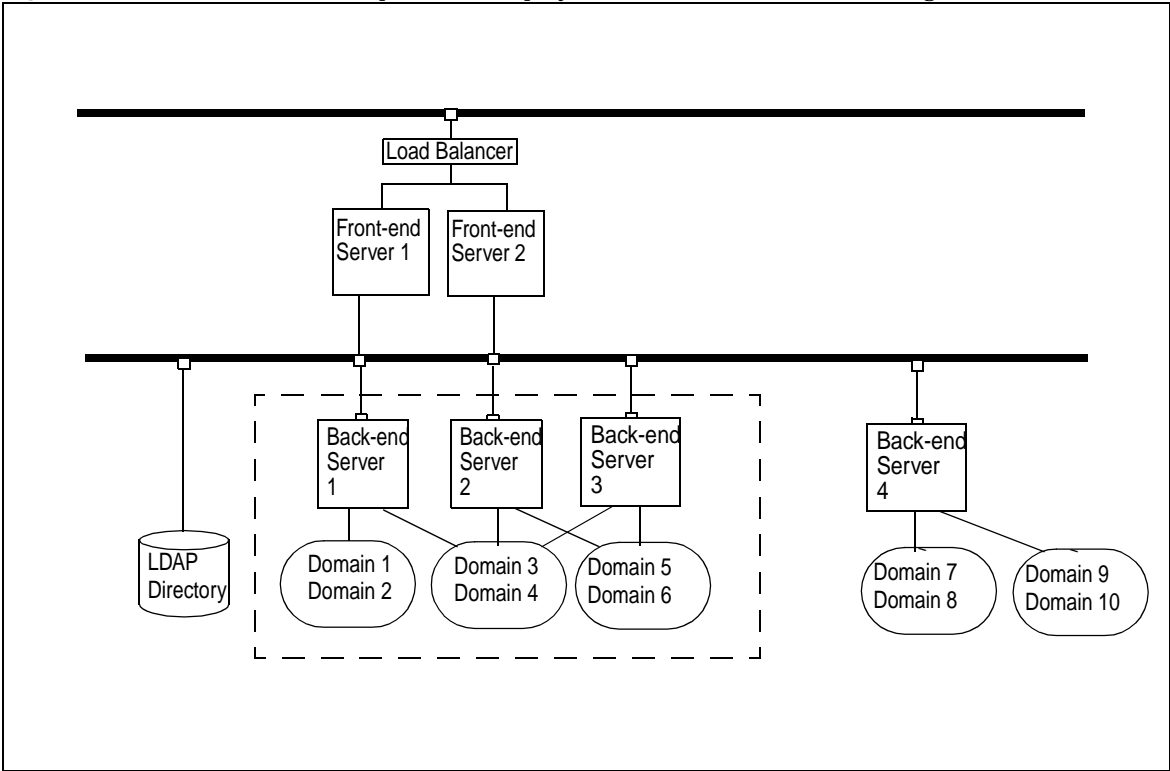 Load Balancer
Front-end
Server 1
Front-end
Server 2
Back-end
Server
1
Back-end
Server
2
Back-end
Server
3
Back-end
Server
4
LDAP
Directory
Domain 1
Domain 2
Domain 3
Domain 4
Domain 5
Domain 6
Domain 7
Domain 8
Domain 9
Domain 10